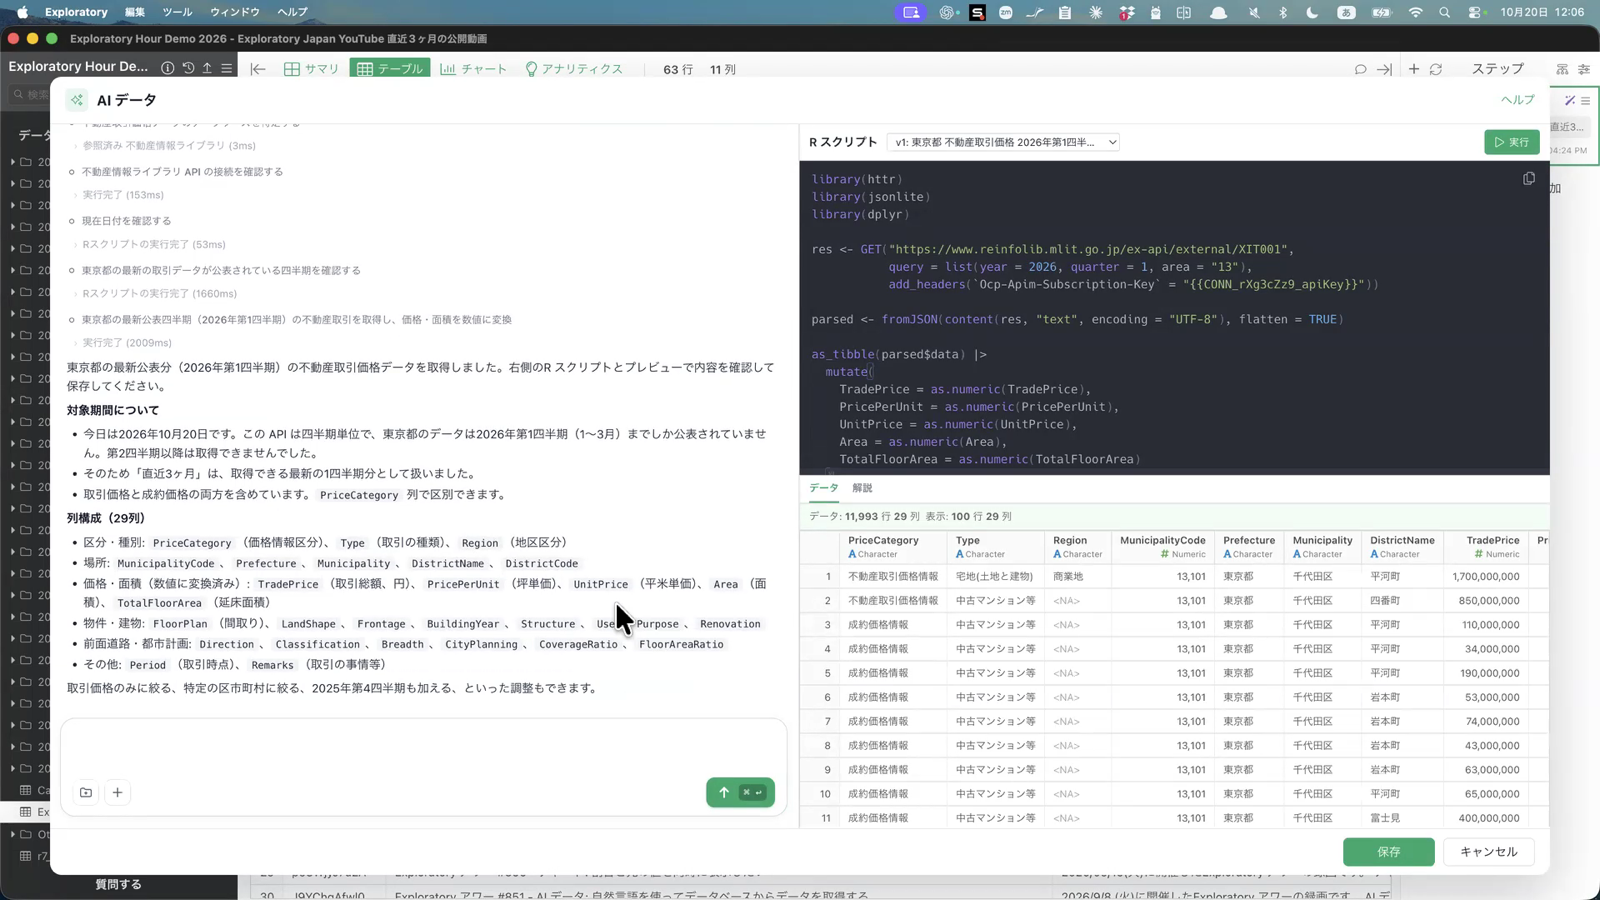 Exploratory 編集 ツール ウィンドウ ヘルプ
10月20日 12:06
Exploratory Hour Demo 2026 - Exploratory Japan YouTube 直近3ヶ月の公開動画
Exploratory Hour De...
サマリ テーブル チャート アナリティクス 63 行 11 列 ステップ
AI データ
ヘルプ
参照済み 不動産情報ライブラリ (3ms)
不動産情報ライブラリ API の接続を確認する
実行完了 (153ms)
現在日付を確認する
Rスクリプトの実行完了 (53ms)
東京都の最新の取引データが公表されている四半期を確認する
Rスクリプトの実行完了 (1660ms)
東京都の最新公表四半期（2026年第1四半期）の不動産取引を取得し、価格・面積を数値に変換
実行完了 (2009ms)
東京都の最新公表分（2026年第1四半期）の不動産取引価格データを取得しました。右側のR スクリプトとプレビューで内容を確認して
保存してください。
対象期間について
• 今日は2026年10月20日です。この API は四半期単位で、東京都のデータは2026年第1四半期（1〜3月）までしか公表されていませ
ん。第2四半期以降は取得できませんでした。
• そのため「直近3ヶ月」は、取得できる最新の1四半期分として扱いました。
• 取引価格と成約価格の両方を含めています。 PriceCategory 列で区別できます。
列構成（29列）
• 区分・種別: PriceCategory （価格情報区分）、 Type （取引の種類）、 Region （地区区分）
• 場所: MunicipalityCode 、 Prefecture 、 Municipality 、 DistrictName 、 DistrictCode
• 価格・面積（数値に変換済み）: TradePrice （取引総額、円）、 PricePerUnit （坪単価）、 UnitPrice （平米単価）、 Area （面
積）、 TotalFloorArea （延床面積）
• 物件・建物: FloorPlan （間取り）、 LandShape 、 Frontage 、 BuildingYear 、 Structure 、 Use Purpose 、 Renovation
• 前面道路・都市計画: Direction 、 Classification 、 Breadth 、 CityPlanning 、 CoverageRatio 、 FloorAreaRatio
• その他: Period （取引時点）、 Remarks （取引の事情等）
取引価格のみに絞る、特定の区市町村に絞る、2025年第4四半期も加える、といった調整もできます。
R スクリプト v1: 東京都 不動産取引価格 2026年第1四半... 実行
library(httr)
library(jsonlite)
library(dplyr)
res <- GET("https://www.reinfolib.mlit.go.jp/ex-api/external/XIT001",
query = list(year = 2026, quarter = 1, area = "13"),
add_headers(`Ocp-Apim-Subscription-Key` = "{{CONN_rXg3cZz9_apiKey}}"))
parsed <- fromJSON(content(res, "text", encoding = "UTF-8"), flatten = TRUE)
as_tibble(parsed$data) |>
mutate(
TradePrice = as.numeric(TradePrice),
PricePerUnit = as.numeric(PricePerUnit),
UnitPrice = as.numeric(UnitPrice),
Area = as.numeric(Area),
TotalFloorArea = as.numeric(TotalFloorArea)
データ 解説
データ: 11,993 行 29 列 表示: 100 行 29 列
PriceCategory Type Region MunicipalityCode Prefecture Municipality DistrictName TradePrice
Character Character Character Numeric Character Character Character Numeric
1 不動産取引価格情報 宅地(土地と建物) 商業地 13,101 東京都 千代田区 平河町 1,700,000,000
2 不動産取引価格情報 中古マンション等 <NA> 13,101 東京都 千代田区 四番町 850,000,000
3 成約価格情報 中古マンション等 <NA> 13,101 東京都 千代田区 平河町 110,000,000
4 成約価格情報 中古マンション等 <NA> 13,101 東京都 千代田区 平河町 34,000,000
5 成約価格情報 中古マンション等 <NA> 13,101 東京都 千代田区 平河町 190,000,000
6 成約価格情報 中古マンション等 <NA> 13,101 東京都 千代田区 岩本町 53,000,000
7 成約価格情報 中古マンション等 <NA> 13,101 東京都 千代田区 岩本町 74,000,000
8 成約価格情報 中古マンション等 <NA> 13,101 東京都 千代田区 岩本町 43,000,000
9 成約価格情報 中古マンション等 <NA> 13,101 東京都 千代田区 岩本町 63,000,000
10 成約価格情報 中古マンション等 <NA> 13,101 東京都 千代田区 平河町 65,000,000
11 成約価格情報 中古マンション等 <NA> 13,101 東京都 千代田区 富士見 400,000,000
保存 キャンセル
質問する